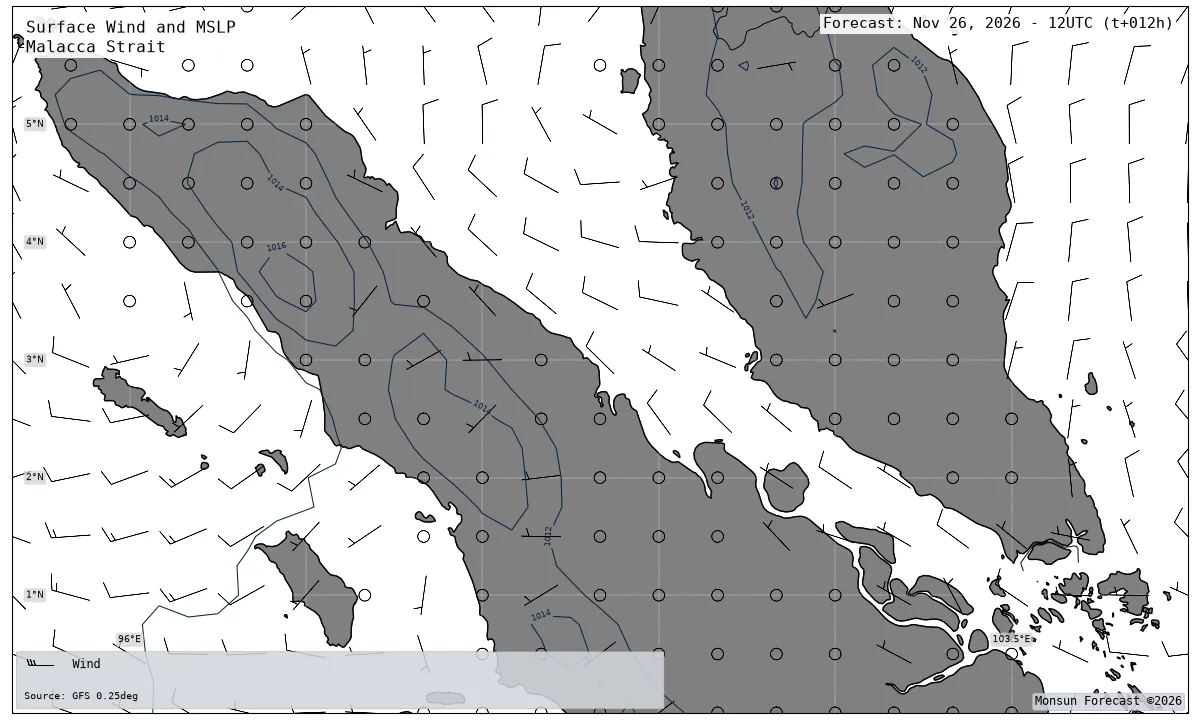 Surface Wind and MSLP
Malacca Strait
Forecast: Nov 26, 2026 - 12UTC (t+012h)
1012
1014
5°N
1014
1012
4°N
1016
3°N
1014
2°N
1012
1°N
1014
96°E
103.5°E
Wind
Source: GFS 0.25deg
Monsun Forecast ©2026